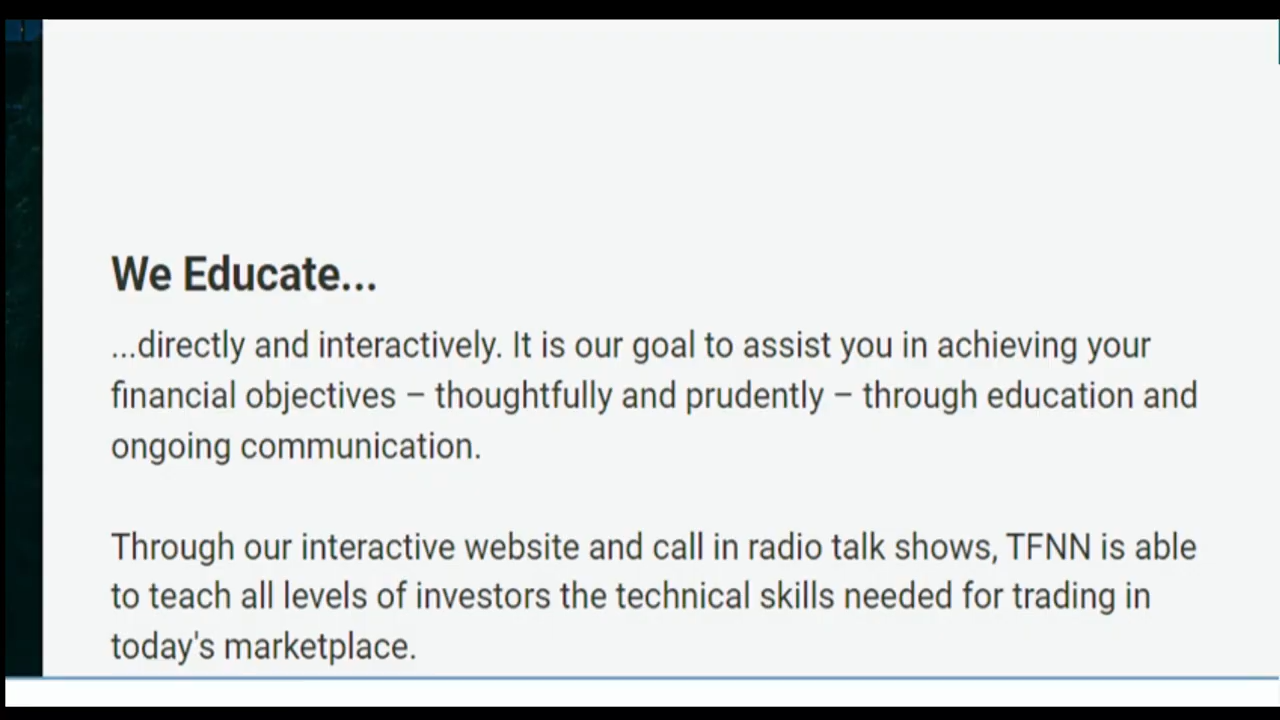 We Educate...
...directly and interactively. It is our goal to assist you in achieving your
financial objectives – thoughtfully and prudently – through education and
ongoing communication.
Through our interactive website and call in radio talk shows, TFNN is able
to teach all levels of investors the technical skills needed for trading in
today's marketplace.